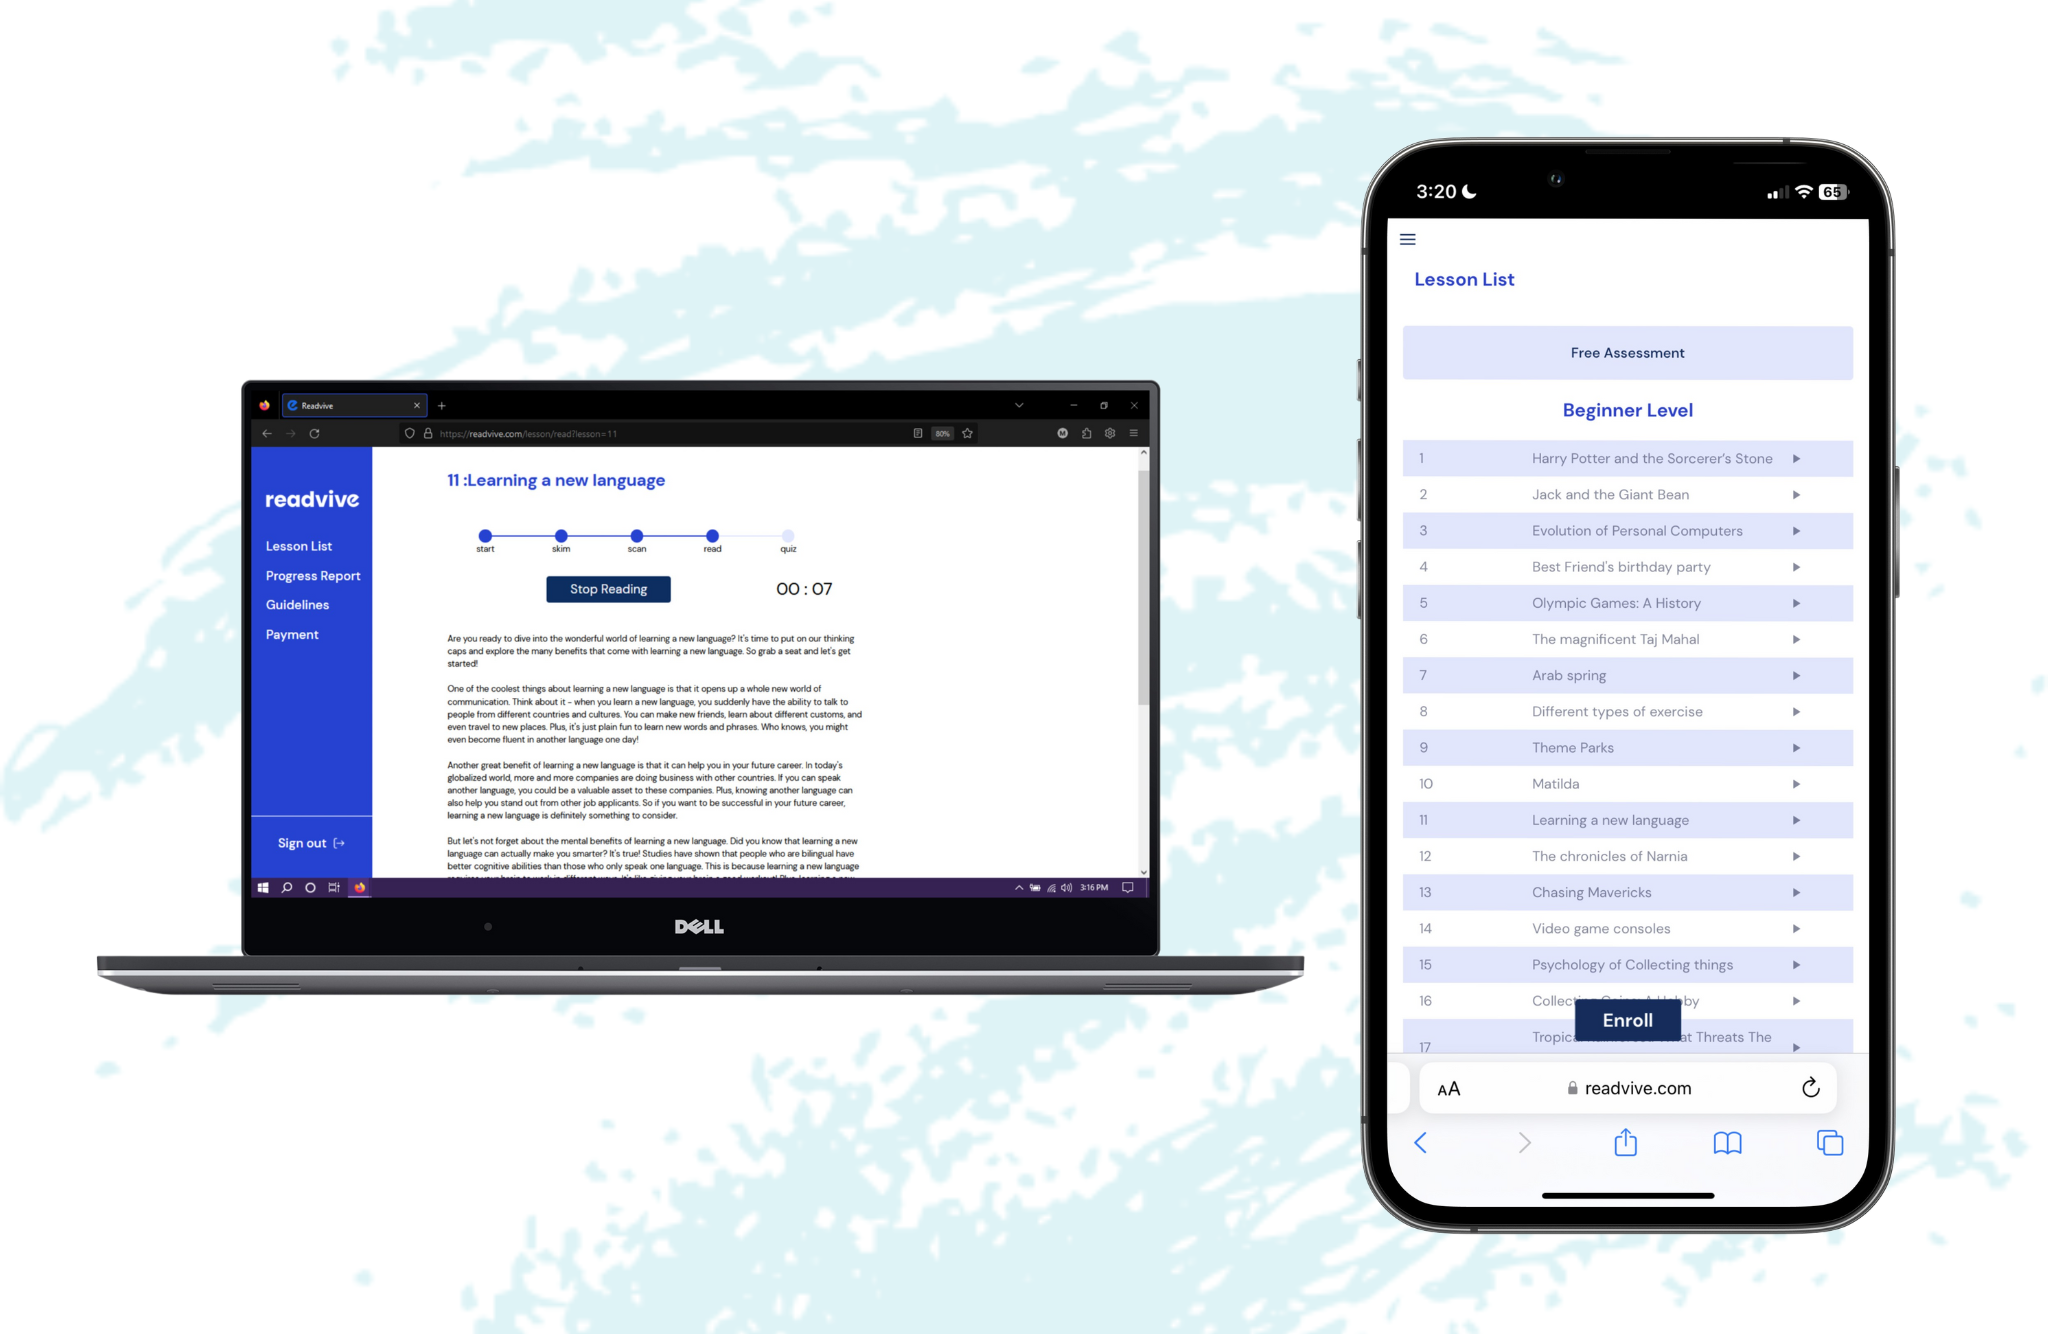 Readvive
https://readvive.com/lesson/read?lesson=11
80%
M
readvive
Lesson List
Progress Report
Guidelines
Payment
Sign out
11 :Learning a new language
start
skim
scan
read
quiz
Stop Reading
00 : 07
Are you ready to dive into the wonderful world of learning a new language? It's time to put on our thinking
caps and explore the many benefits that come with learning a new language. So grab a seat and let's get
started!
One of the coolest things about learning a new language is that it opens up a whole new world of
communication. Think about it - when you learn a new language, you suddenly have the ability to talk to
people from different countries and cultures. You can make new friends, learn about different customs, and
even travel to new places. Plus, it's just plain fun to learn new words and phrases. Who knows, you might
even become fluent in another language one day!
Another great benefit of learning a new language is that it can help you in your future career. In today's
globalized world, more and more companies are doing business with other countries. If you can speak
another language, you could be a valuable asset to these companies. Plus, knowing another language can
also help you stand out from other job applicants. So if you want to be successful in your future career,
learning a new language is definitely something to consider.
But let's not forget about the mental benefits of learning a new language. Did you know that learning a new
language can actually make you smarter? It's true! Studies have shown that people who are bilingual have
better cognitive abilities than those who only speak one language. This is because learning a new language
3:16 PM
DELL
3:20
65
Lesson List
Free Assessment
Beginner Level
1 Harry Potter and the Sorcerer's Stone
2 Jack and the Giant Bean
3 Evolution of Personal Computers
4 Best Friend's birthday party
5 Olympic Games: A History
6 The magnificent Taj Mahal
7 Arab spring
8 Different types of exercise
9 Theme Parks
10 Matilda
11 Learning a new language
12 The chronicles of Narnia
13 Chasing Mavericks
14 Video game consoles
15 Psychology of Collecting things
16
Enroll
17 Threats The
AA
readvive.com